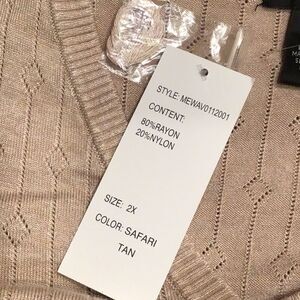 STYLE: MEWAV0112001
CONTENT:
80%RAYON
20%NYLON
SIZE: 2X
COLOR: SAFARI
TAN